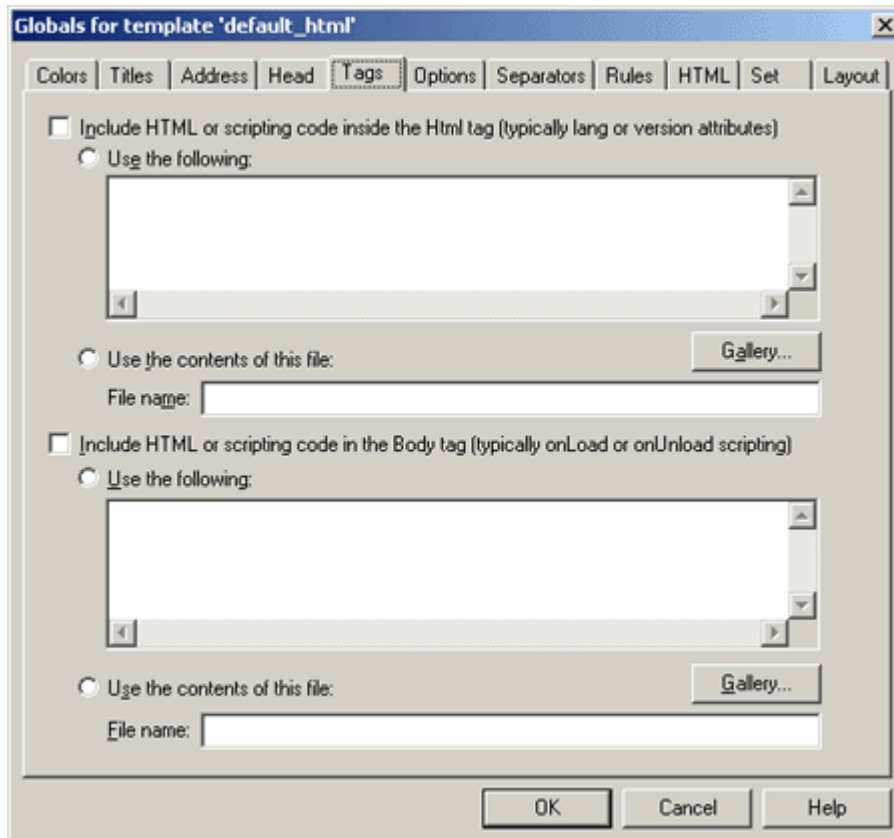 Globals for template 'default_html'
Colors Titles Address Head Tags Options Separators Rules HTML Set Layout
Include HTML or scripting code inside the Html tag (typically lang or version attributes)
Use the following:
Gallery...
Use the contents of this file:
File name:
Include HTML or scripting code in the Body tag (typically onLoad or onUnload scripting)
Use the following:
Gallery...
Use the contents of this file:
File name:
OK Cancel Help